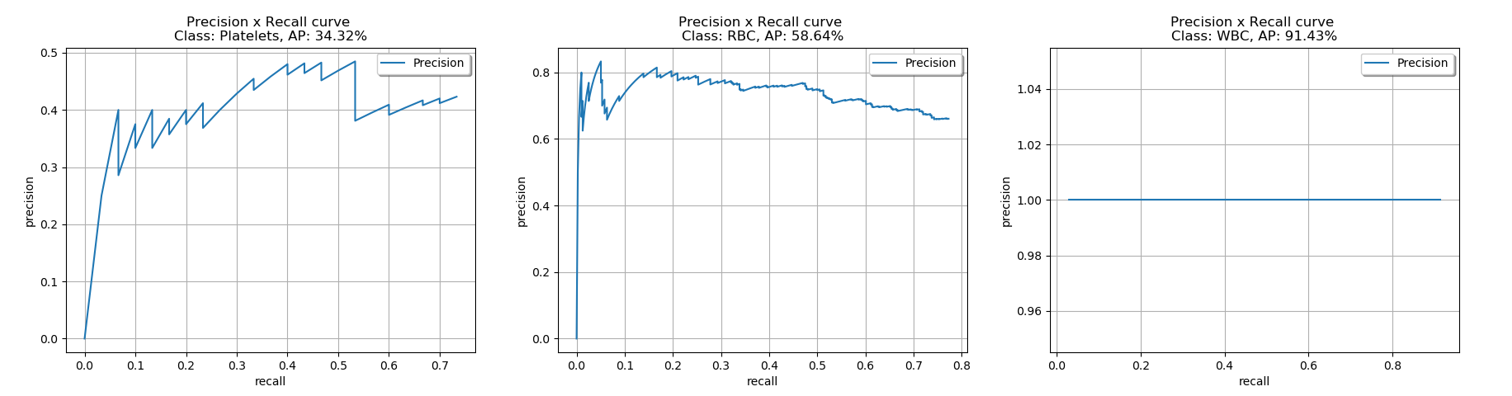 Precision x Recall curve
Class: Platelets, AP: 34.32%
Precision
0.5
0.4
0.3
0.2
0.1
0.0
precision
0.0 0.1 0.2 0.3 0.4 0.5 0.6 0.7
recall
Precision x Recall curve
Class: RBC, AP: 58.64%
Precision
0.8
0.6
0.4
0.2
0.0
precision
0.0 0.1 0.2 0.3 0.4 0.5 0.6 0.7 0.8
recall
Precision x Recall curve
Class: WBC, AP: 91.43%
Precision
1.04
1.02
1.00
0.98
0.96
precision
0.0 0.2 0.4 0.6 0.8
recall